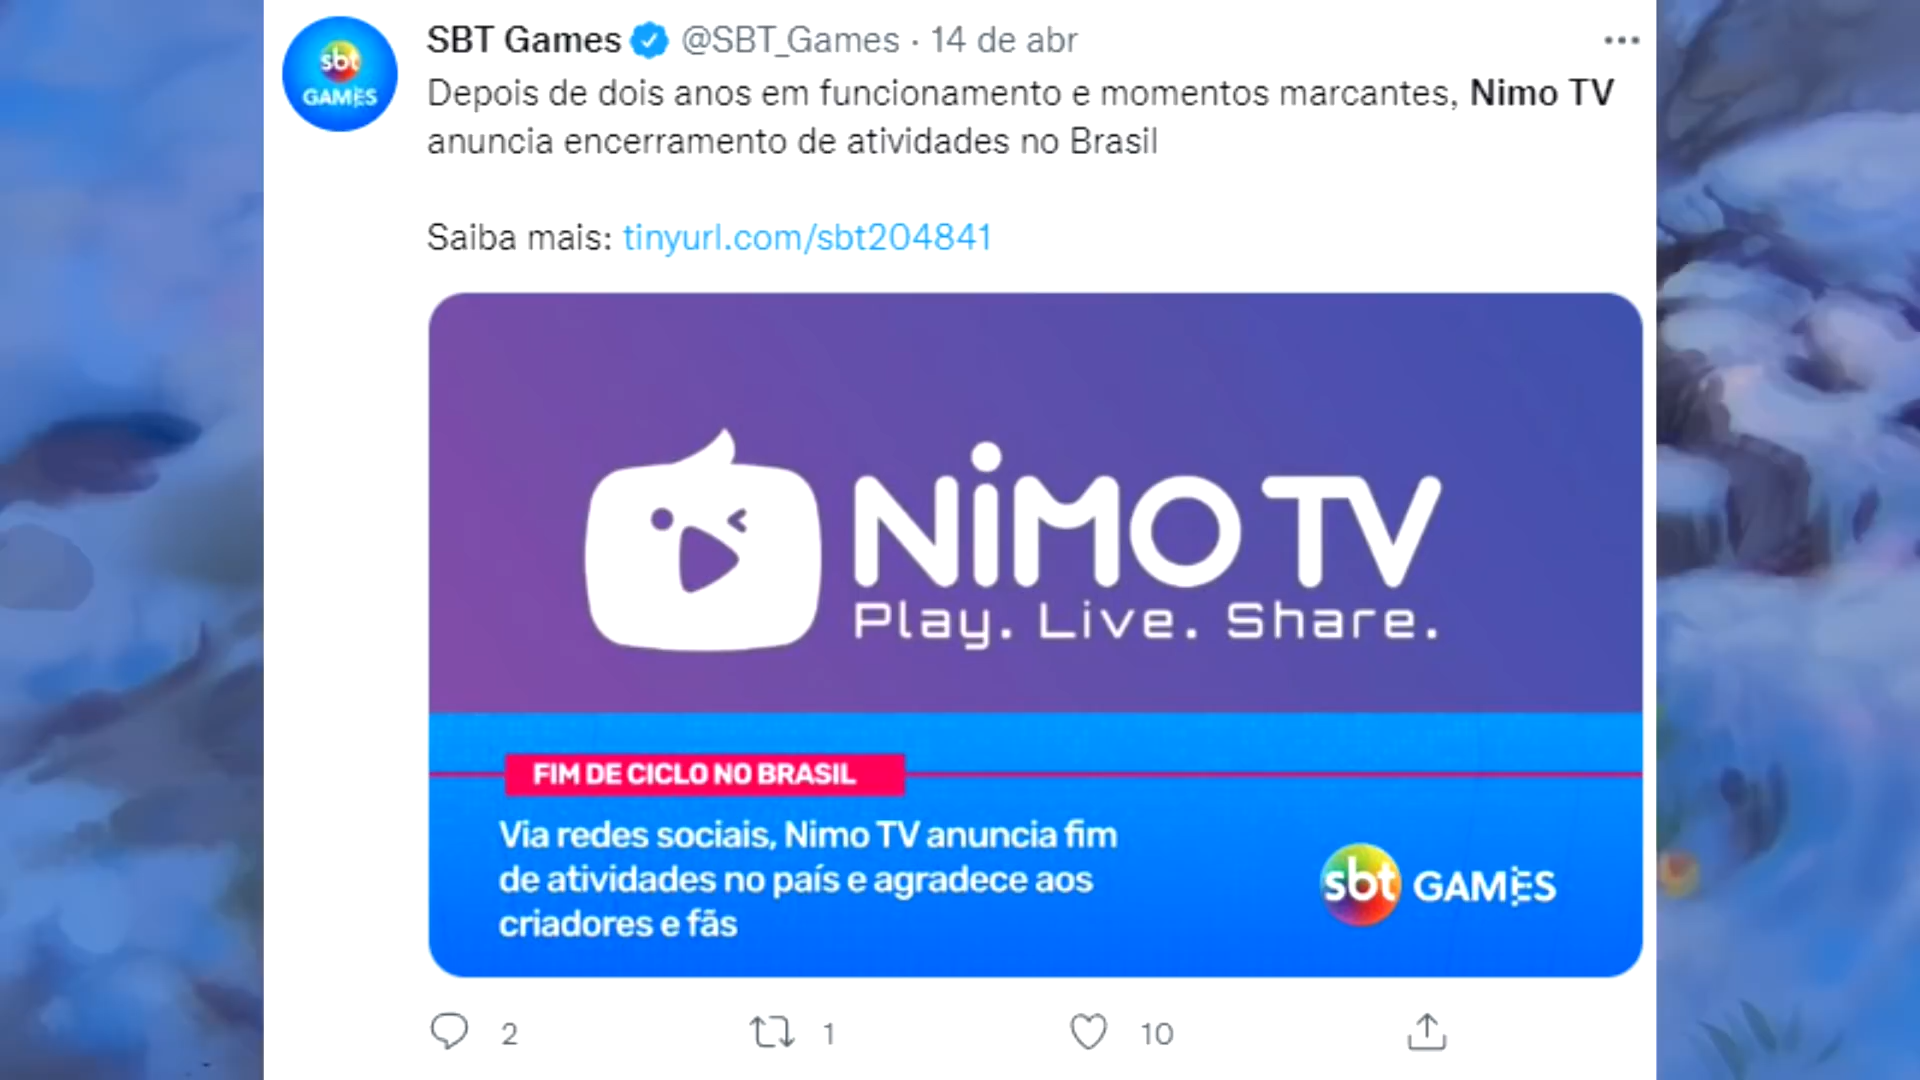 SBT Games @SBT_Games · 14 de abr
Depois de dois anos em funcionamento e momentos marcantes, Nimo TV
anuncia encerramento de atividades no Brasil
Saiba mais: tinyurl.com/sbt204841
sbt
GAMES
NiMO TV
Play. Live. Share.
FIM DE CICLO NO BRASIL
Via redes sociais, Nimo TV anuncia fim
de atividades no país e agradece aos
criadores e fãs
sbt GAMES
2 1 10